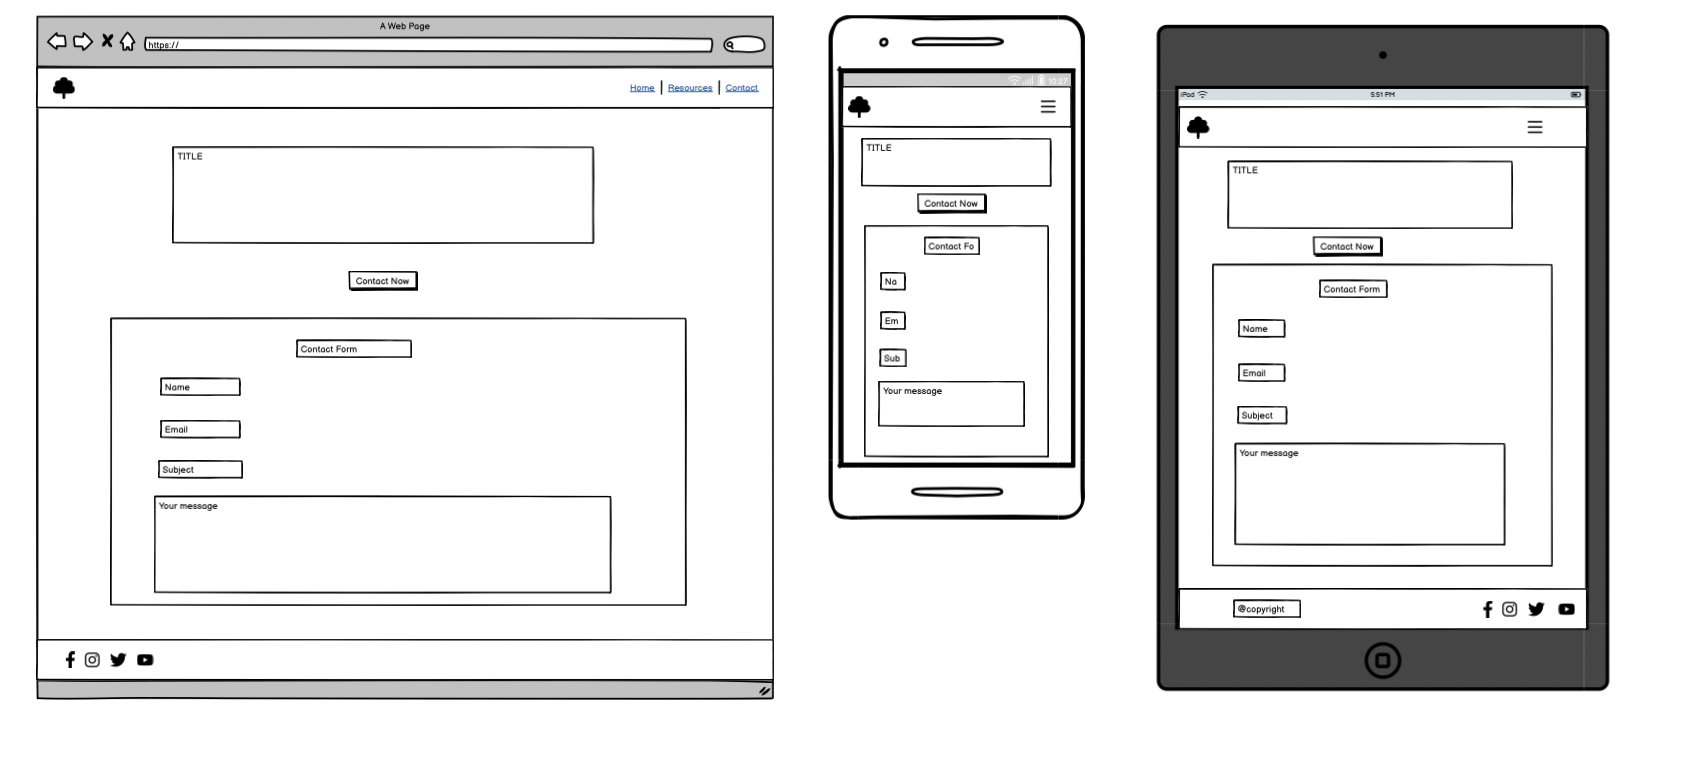 A Web Page
https://
Home | Resources | Contact
TITLE
Contact Now
Contact Form
Name
Email
Subject
Your message
10:27
TITLE
Contact Now
Contact Fo
Na
Em
Sub
Your message
iPad
5:51 PM
TITLE
Contact Now
Contact Form
Name
Email
Subject
Your message
@copyright